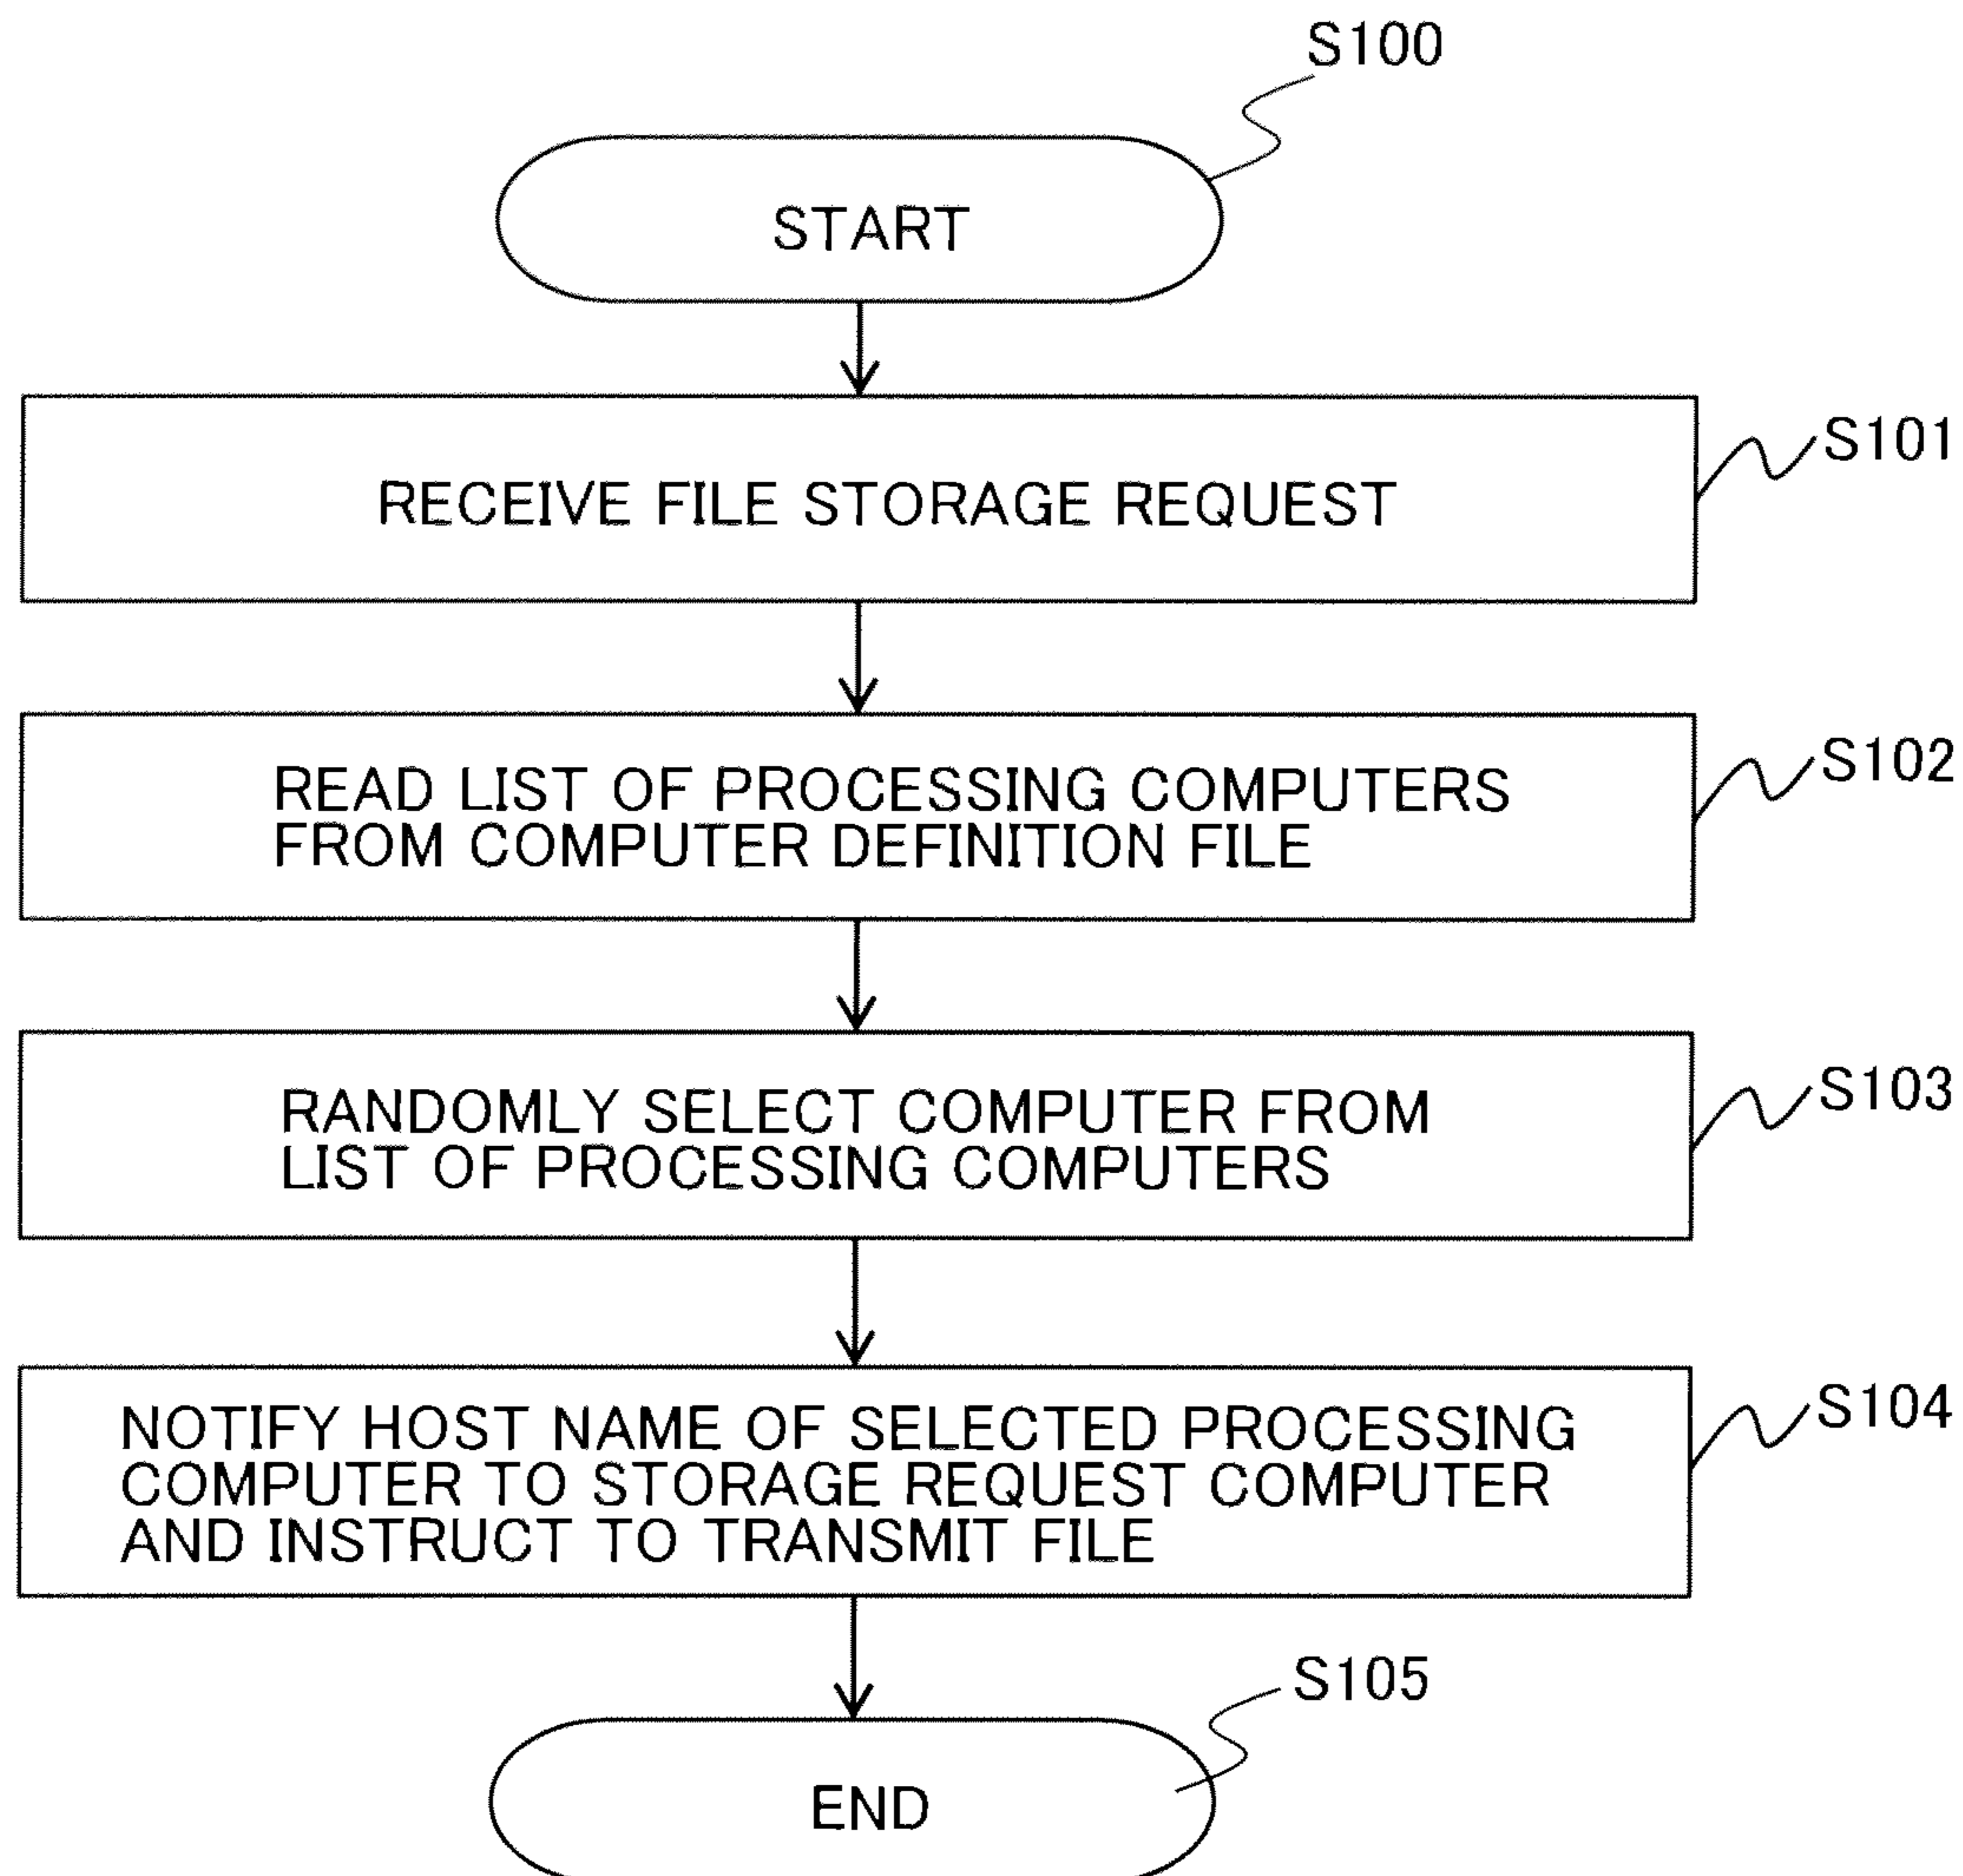 S100
START
S101
RECEIVE FILE STORAGE REQUEST
S102
READ LIST OF PROCESSING COMPUTERS
FROM COMPUTER DEFINITION FILE
S103
RANDOMLY SELECT COMPUTER FROM
LIST OF PROCESSING COMPUTERS
S104
NOTIFY HOST NAME OF SELECTED PROCESSING
COMPUTER TO STORAGE REQUEST COMPUTER
AND INSTRUCT TO TRANSMIT FILE
S105
END